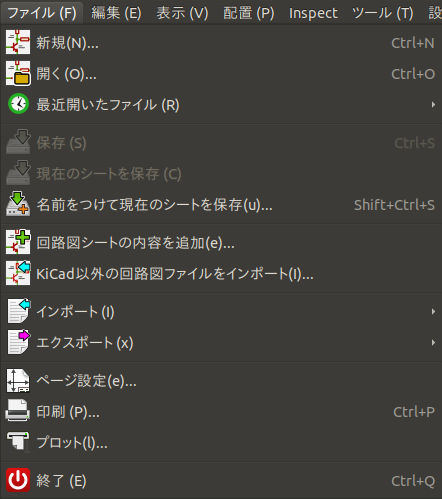 ファイル (F) 編集 (E) 表示 (V) 配置 (P) Inspect ツール (T) 設
新規(N)... Ctrl+N
開く(O)... Ctrl+O
最近開いたファイル (R)
保存 (S) Ctrl+S
現在のシートを保存 (C)
名前をつけて現在のシートを保存(u)... Shift+Ctrl+S
回路図シートの内容を追加(e)...
KiCad以外の回路図ファイルをインポート(I)...
インポート (I)
エクスポート (x)
ページ設定(e)...
印刷 (P)... Ctrl+P
プロット(l)...
終了 (E) Ctrl+Q